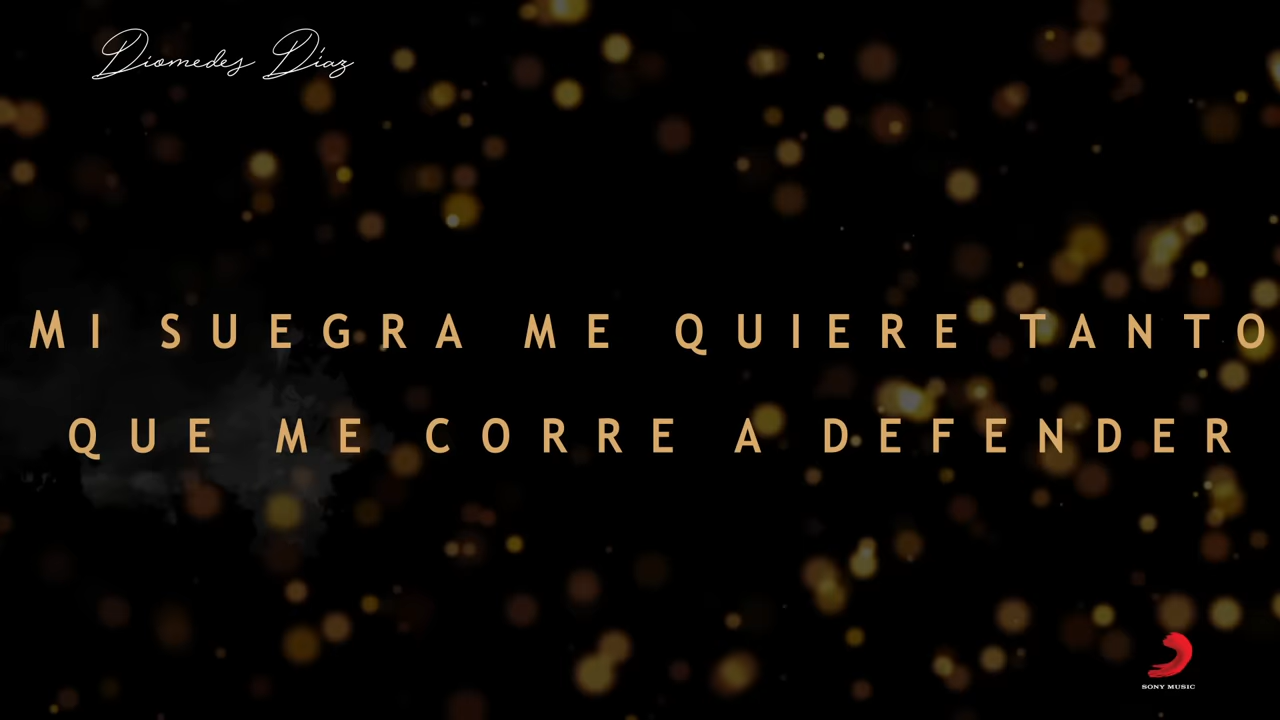 Diomedes Díaz
MI SUEGRA ME QUIERE TANTO
QUE ME CORRE A DEFENDER
SONY MUSIC